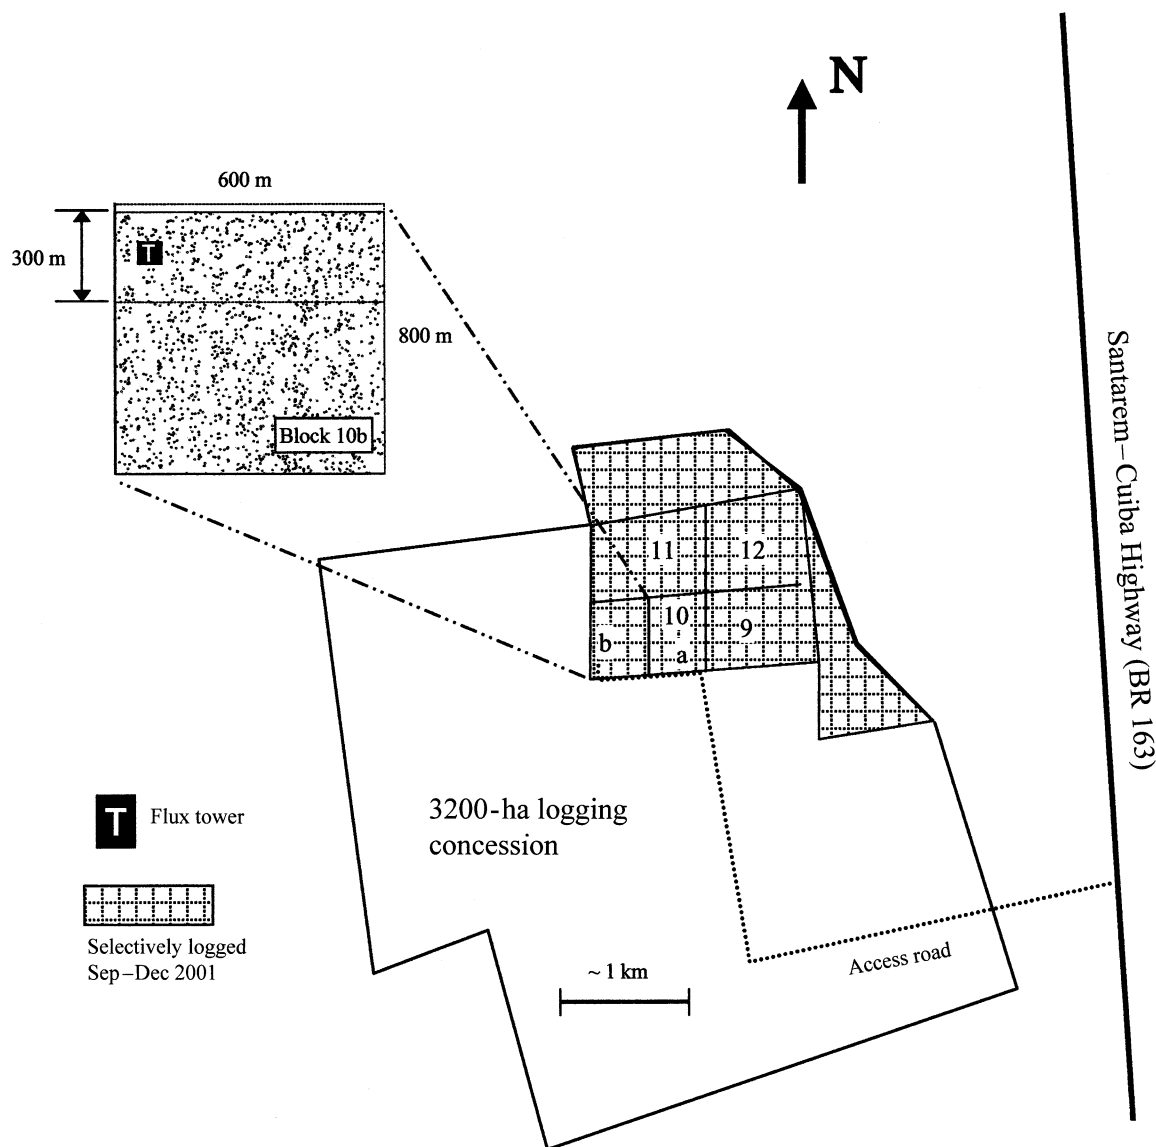 N
600 m
T
300 m
800 m
Block 10b
11
12
10
b
9
a
Santarem–Cuiba Highway (BR 163)
T
Flux tower
3200-ha logging
concession
Selectively logged
Sep–Dec 2001
~ 1 km
Access road